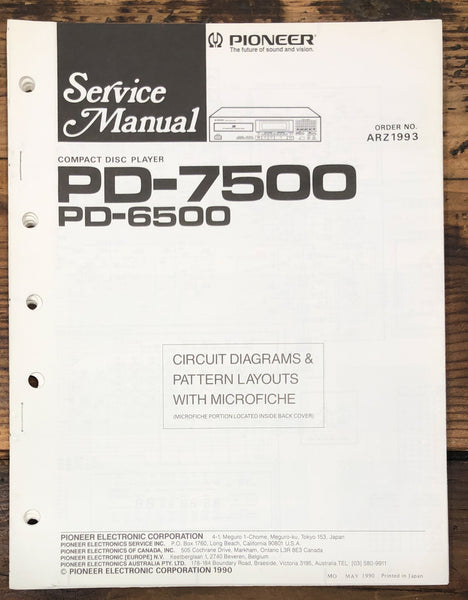 PIONEER
The future of sound and vision.
Service
Manual
ORDER NO.
ARZ1993
COMPACT DISC PLAYER
PD-7500
PD-6500
CIRCUIT DIAGRAMS &
PATTERN LAYOUTS
WITH MICROFICHE
(MICROFICHE PORTION LOCATED INSIDE BACK COVER)
PIONEER ELECTRONIC CORPORATION 4-1, Meguro 1-Chome, Meguro-ku, Tokyo 153, Japan
PIONEER ELECTRONICS SERVICE INC. P.O. Box 1760, Long Beach, California 90801 U.S.A.
PIONEER ELECTRONICS OF CANADA, INC. 505 Cochrane Drive, Markham, Ontario L3R 8E3 Canada
PIONEER ELECTRONIC [EUROPE] N.V. Keetberglaan 1, 2740 Beveren, Belgium
PIONEER ELECTRONICS AUSTRALIA PTY. LTD. 178-184 Boundary Road, Braeside, Victoria 3195, Australia TEL: [03] 580-9911
© PIONEER ELECTRONIC CORPORATION 1990
MO MAY 1990 Printed in Japan